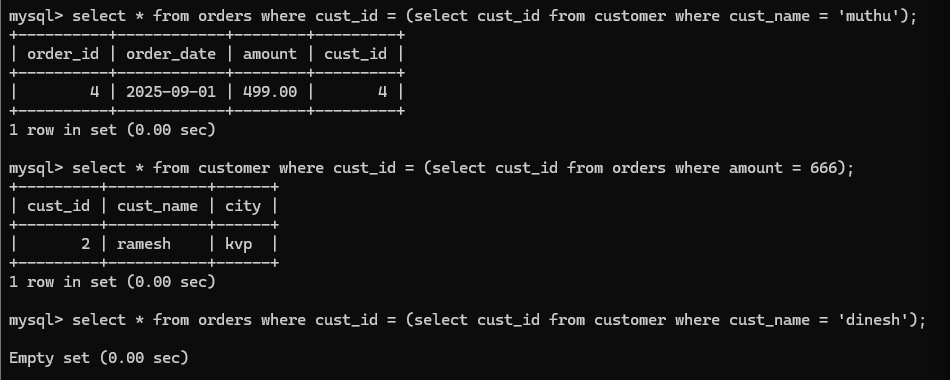 mysql> select * from orders where cust_id = (select cust_id from customer where cust_name = 'muthu');
+----------+------------+--------+---------+
| order_id | order_date | amount | cust_id |
+----------+------------+--------+---------+
|        4 | 2025-09-01 | 499.00 |       4 |
+----------+------------+--------+---------+
1 row in set (0.00 sec)
mysql> select * from customer where cust_id = (select cust_id from orders where amount = 666);
+---------+-----------+------+
| cust_id | cust_name | city |
+---------+-----------+------+
|       2 | ramesh    | kvp  |
+---------+-----------+------+
1 row in set (0.00 sec)
mysql> select * from orders where cust_id = (select cust_id from customer where cust_name = 'dinesh');
Empty set (0.00 sec)